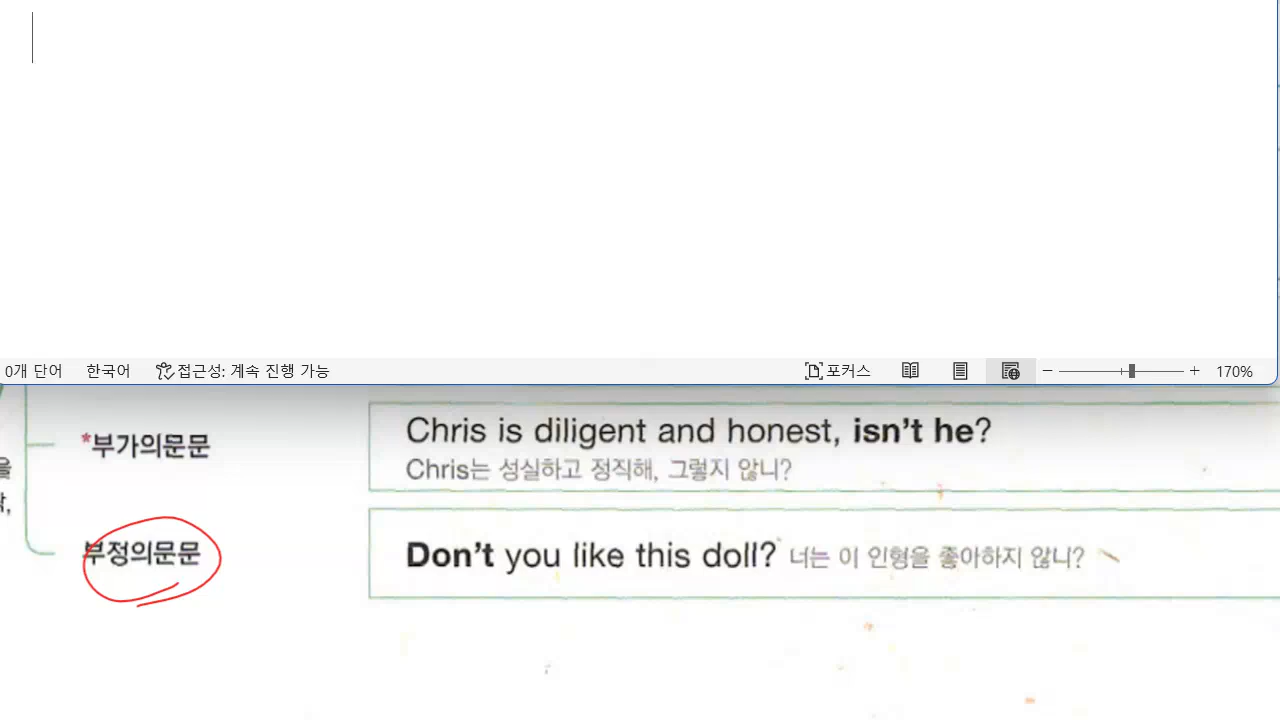 0개 단어 한국어 접근성: 계속 진행 가능 포커스 170%
*부가의문문
Chris is diligent and honest, isn't he?
Chris는 성실하고 정직해, 그렇지 않니?
을
부정의문문
Don't you like this doll? 너는 이 인형을 좋아하지 않니?